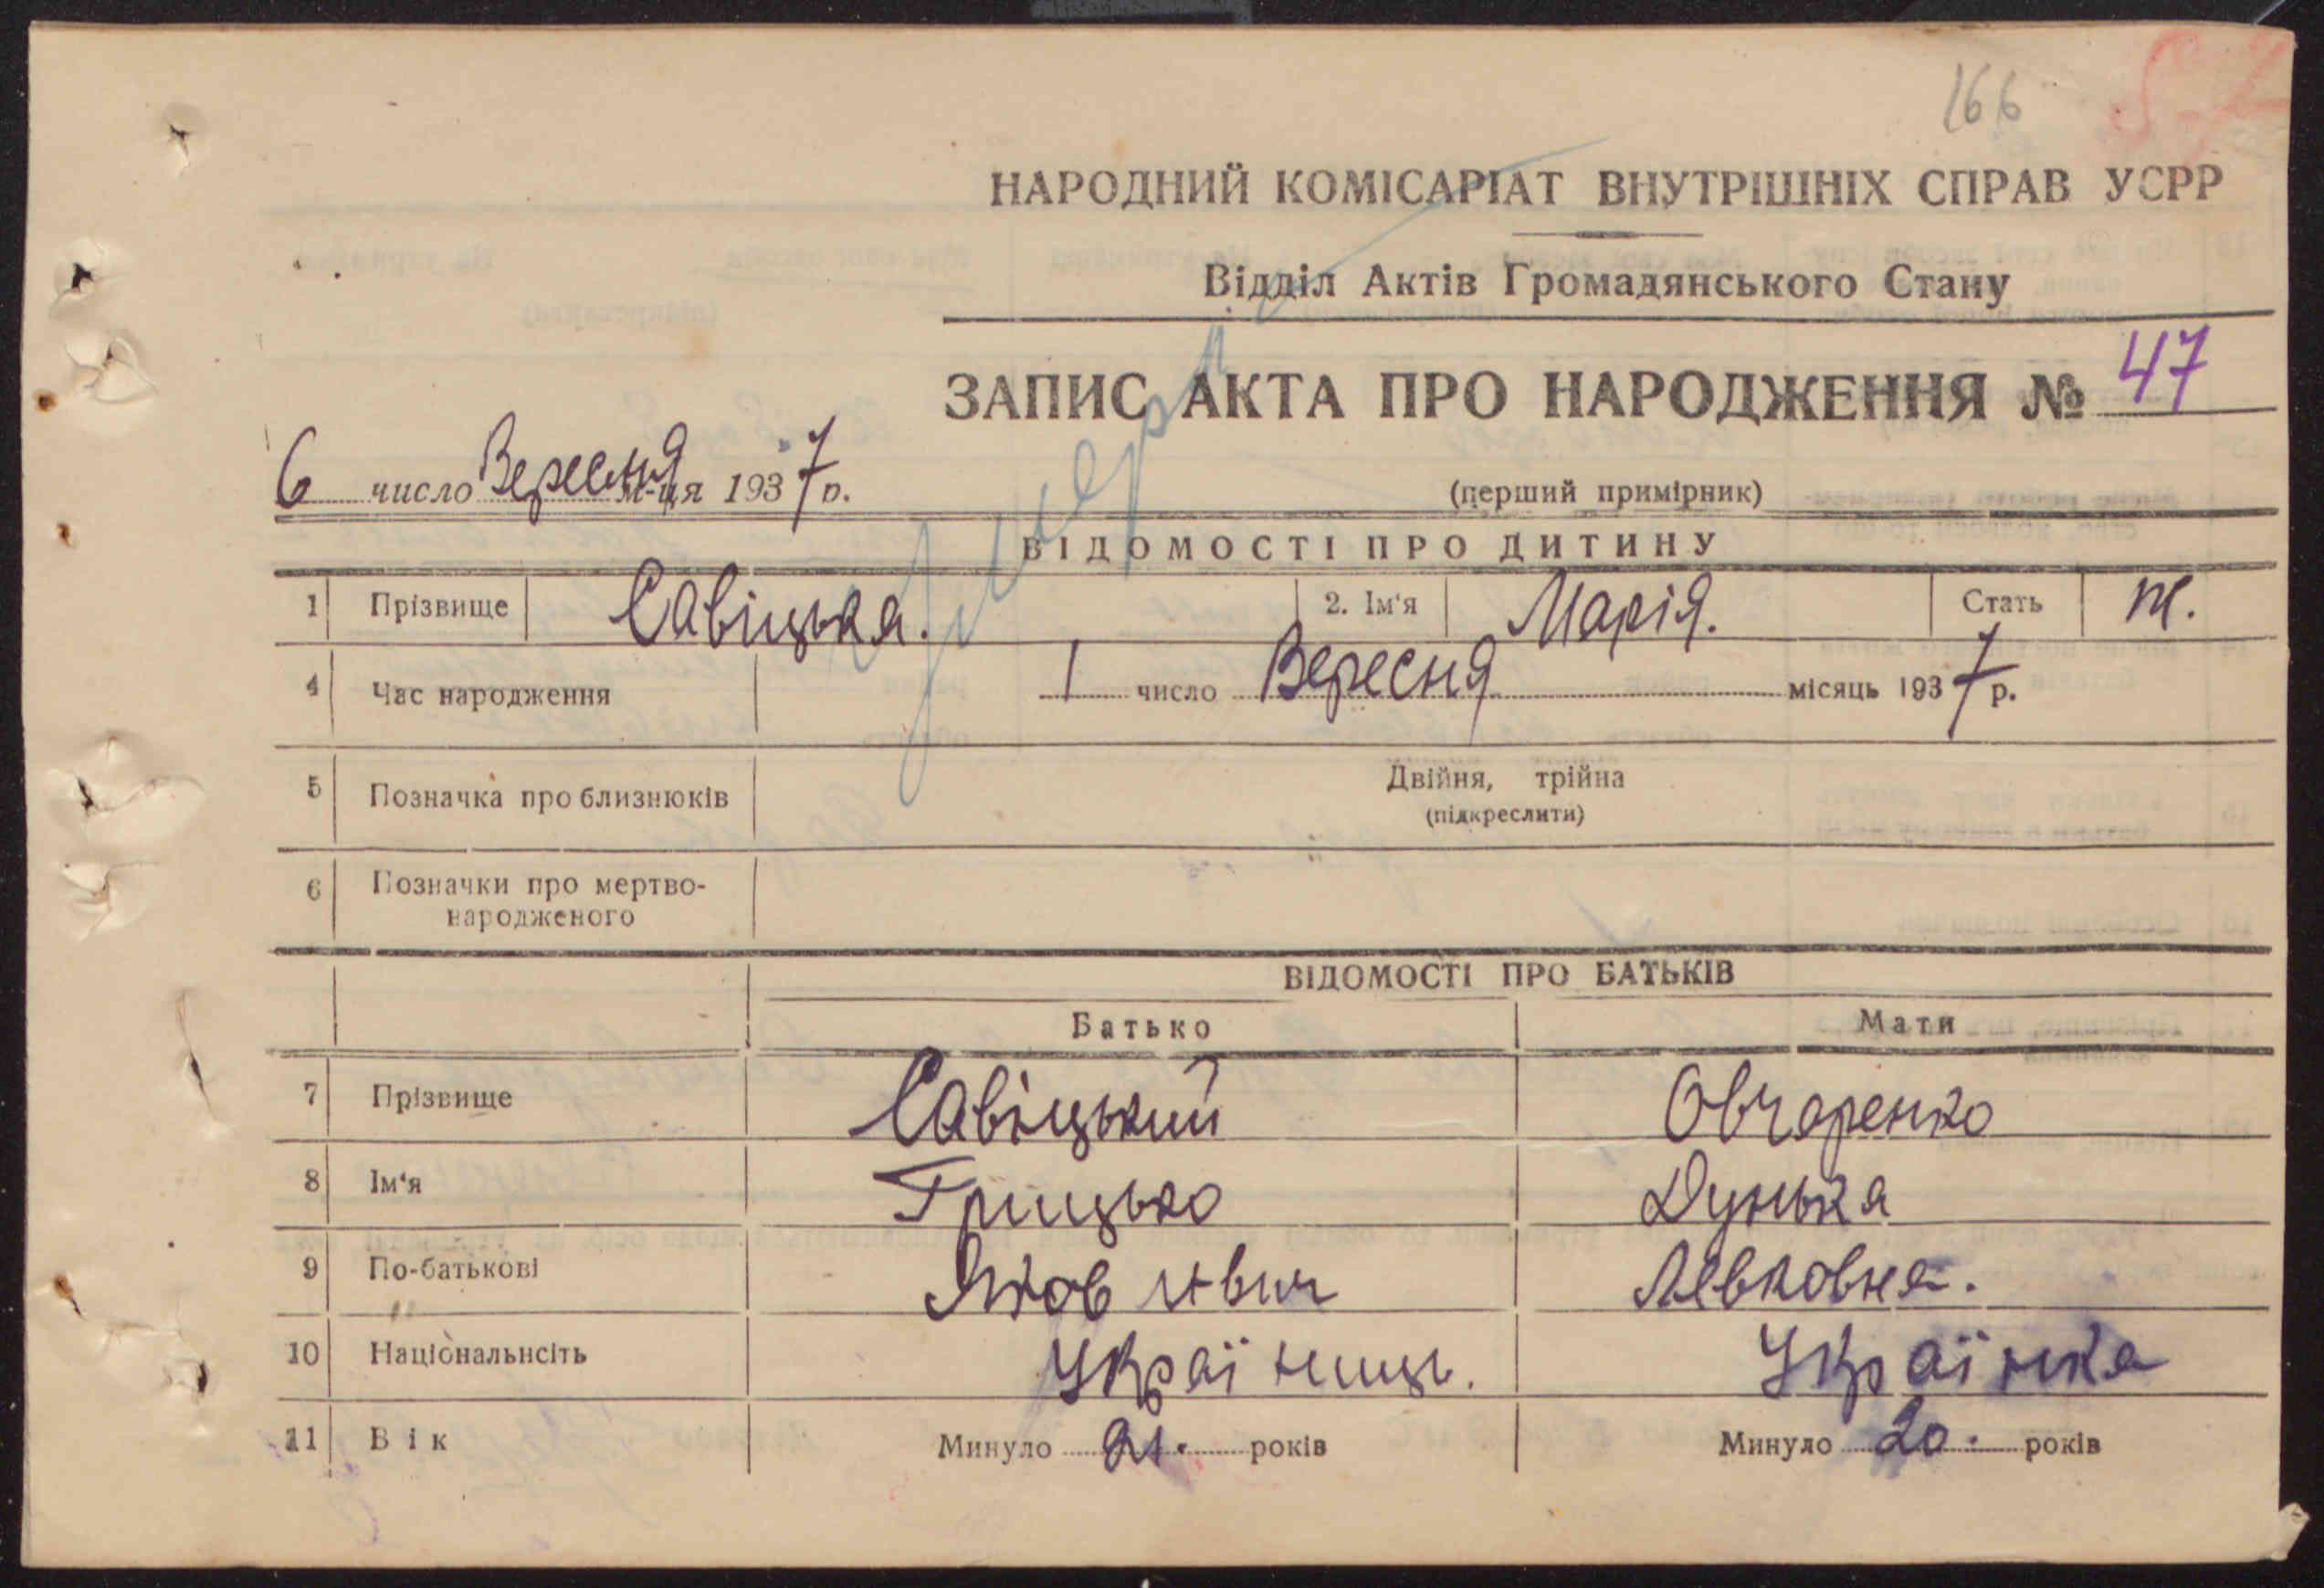 166
НАРОДНИЙ КОМІСАРІАТ ВНУТРІШНІХ СПРАВ УСРР
Відділ Актів Громадянського Стану
ЗАПИС АКТА ПРО НАРОДЖЕННЯ № 47
6 число Вересня м-ця 1937 р.
(перший примірник)
ВІДОМОСТІ ПРО ДИТИНУ
1 Прізвище Савіцька. 2. Ім'я Марія. Стать ж.
4 Час народження 1 число Вересня місяць 1937 р.
5 Позначка про близнюків Двійня, трійна
(підкреслити)
6 Позначки про мертво-
народженого
ВІДОМОСТІ ПРО БАТЬКІВ
Батько Мати
7 Прізвище Савіцький Овчаренко
8 Ім'я Грицько Дунька
9 По-батькові Яковлівич Левковна.
10 Національнсіть Українець. Українка
11 Вік Минуло 21. років Минуло 20. років